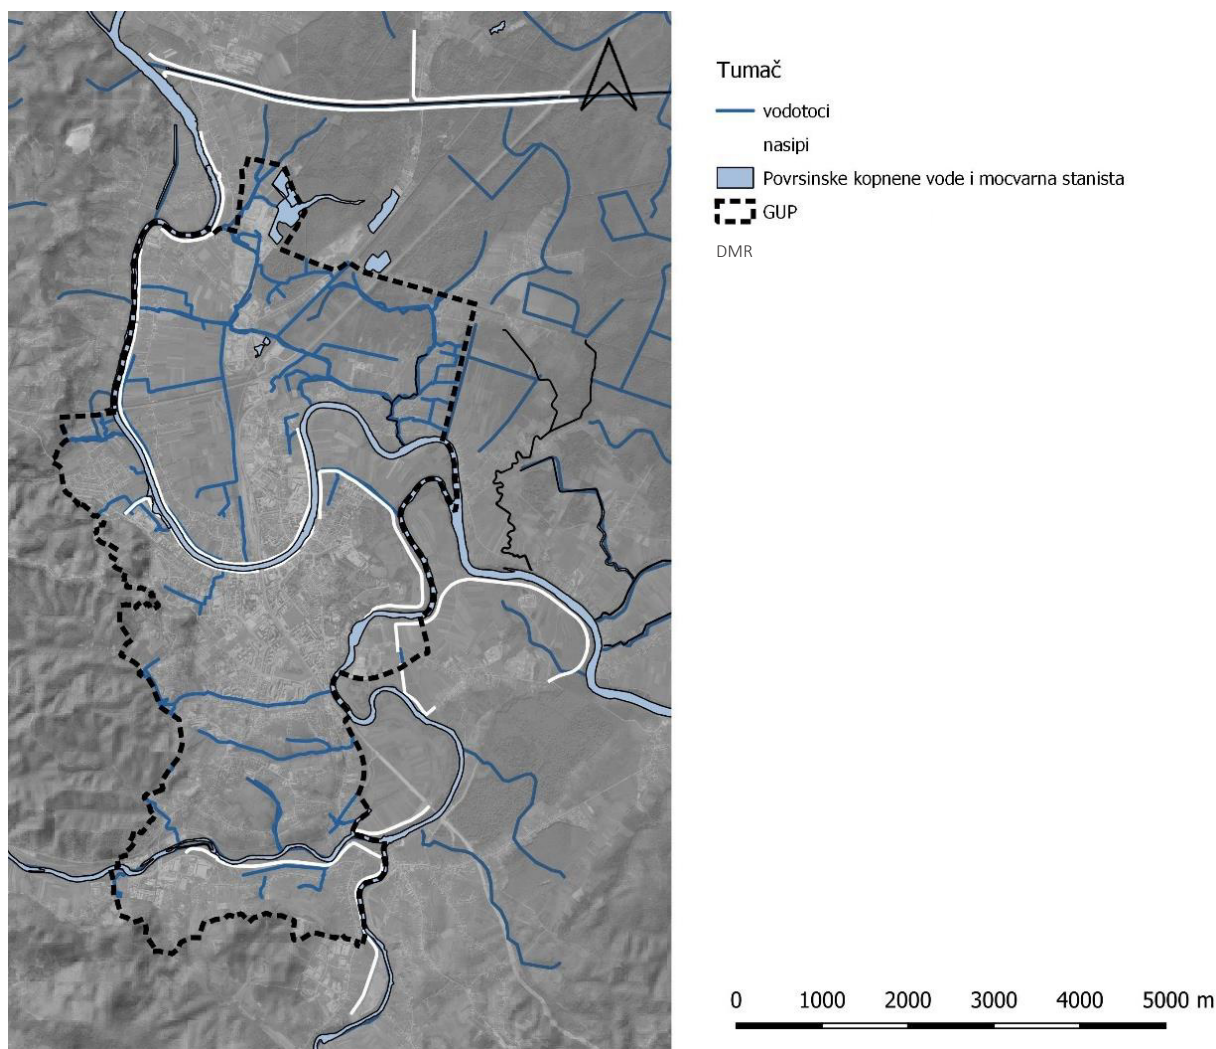 Tumač
vodotoci
nasipi
Povrsinske kopnene vode i mocvarna stanista
GUP
DMR
0 1000 2000 3000 4000 5000 m